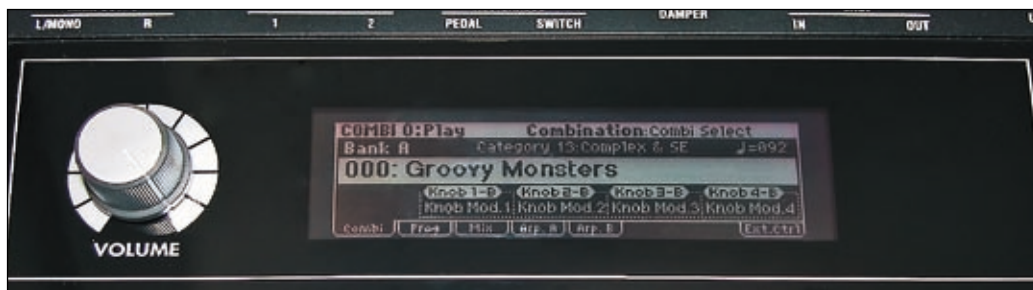 L/MONO R 1 2 PEDAL SWITCH DAMPER IN OUT
COMBI 0:Play Combination:Combi Select
Bank A Category 13:Complex & SE ♩=092
000: Groovy Monsters
Knob 1-B Knob 2-B Knob 3-B Knob 4-B
Knob Mod.1 Knob Mod.2 Knob Mod.3 Knob Mod.4
Combi Prog Mix Arp. A Arp. B Ext.Ctrl
VOLUME